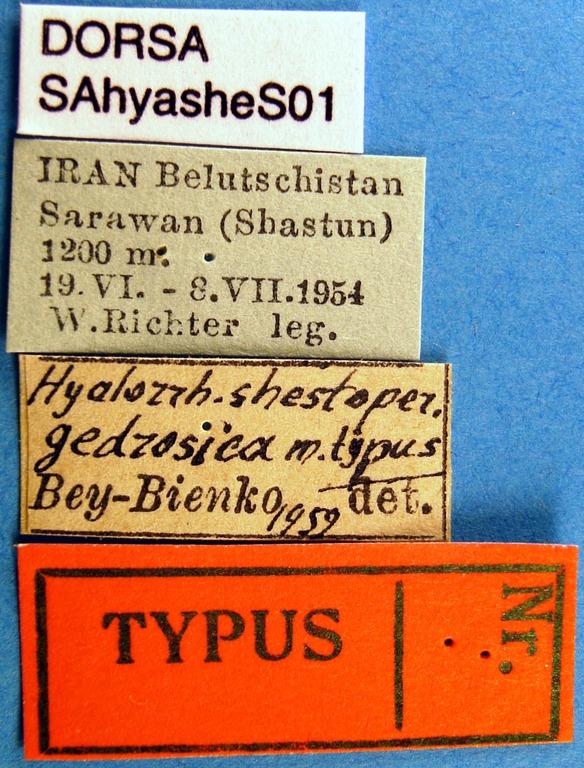 DORSA
SAhyasheS01
IRAN Belutschistan
Sarawan (Shastun)
1200 m.
19.VI. - 8.VII.1954
W.Richter leg.
Hyalorrh. shestoper.
gedrosica m. typus
Bey-Bienko 1959 det.
TYPUS
Nr.